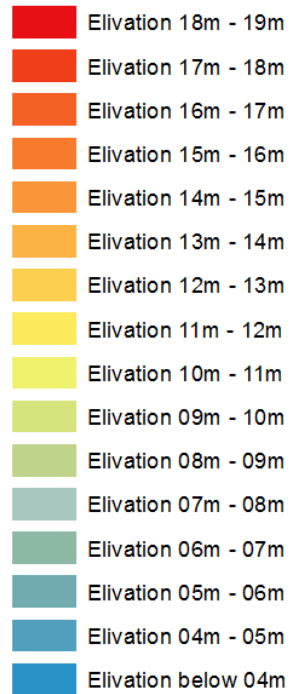 Elivation 18m - 19m
Elivation 17m - 18m
Elivation 16m - 17m
Elivation 15m - 16m
Elivation 14m - 15m
Elivation 13m - 14m
Elivation 12m - 13m
Elivation 11m - 12m
Elivation 10m - 11m
Elivation 09m - 10m
Elivation 08m - 09m
Elivation 07m - 08m
Elivation 06m - 07m
Elivation 05m - 06m
Elivation 04m - 05m
Elivation below 04m